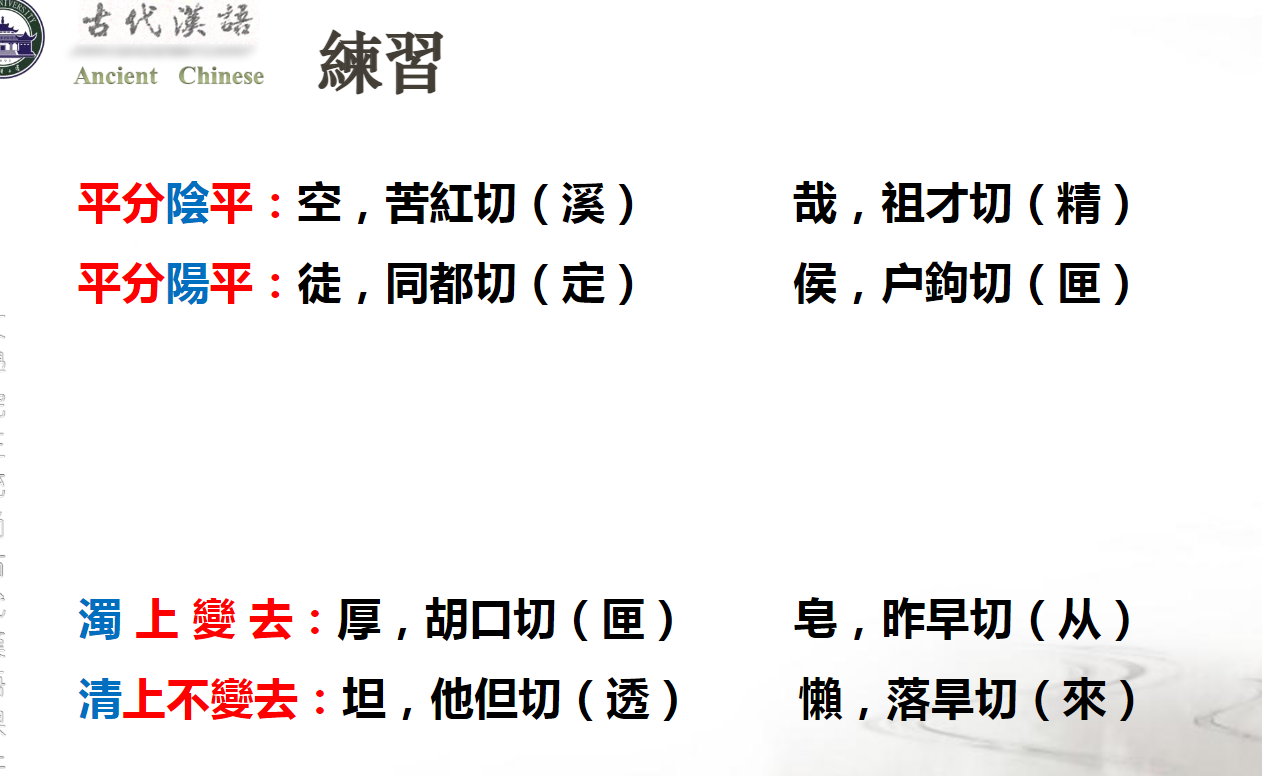 古代漢語
Ancient Chinese
練習
平分陰平：空，苦紅切（溪） 哉，祖才切（精）
平分陽平：徒，同都切（定） 侯，户鉤切（匣）
濁上變去：厚，胡口切（匣） 皂，昨早切（从）
清上不變去：坦，他但切（透） 懶，落旱切（來）